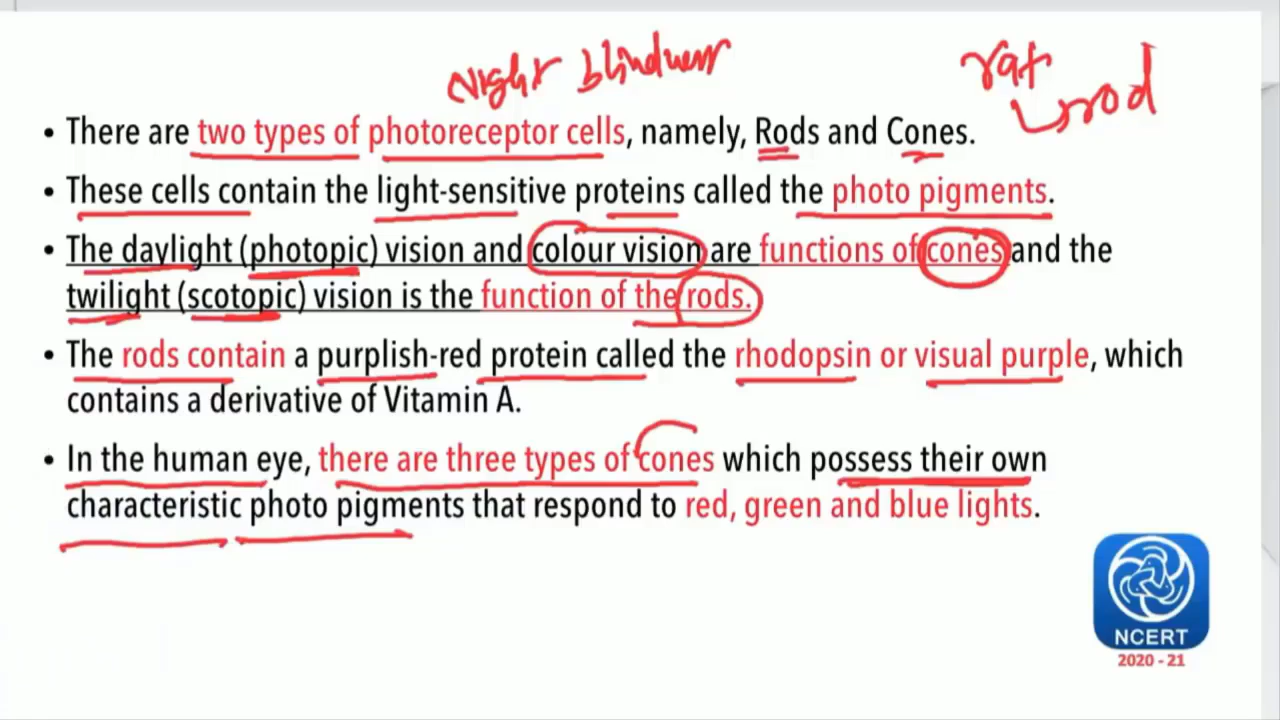 Night blindness
rat
rod
• There are two types of photoreceptor cells, namely, Rods and Cones.
• These cells contain the light-sensitive proteins called the photo pigments.
• The daylight (photopic) vision and colour vision are functions of cones and the
twilight (scotopic) vision is the function of the rods.
• The rods contain a purplish-red protein called the rhodopsin or visual purple, which
contains a derivative of Vitamin A.
• In the human eye, there are three types of cones which possess their own
characteristic photo pigments that respond to red, green and blue lights.
NCERT
2020 - 21